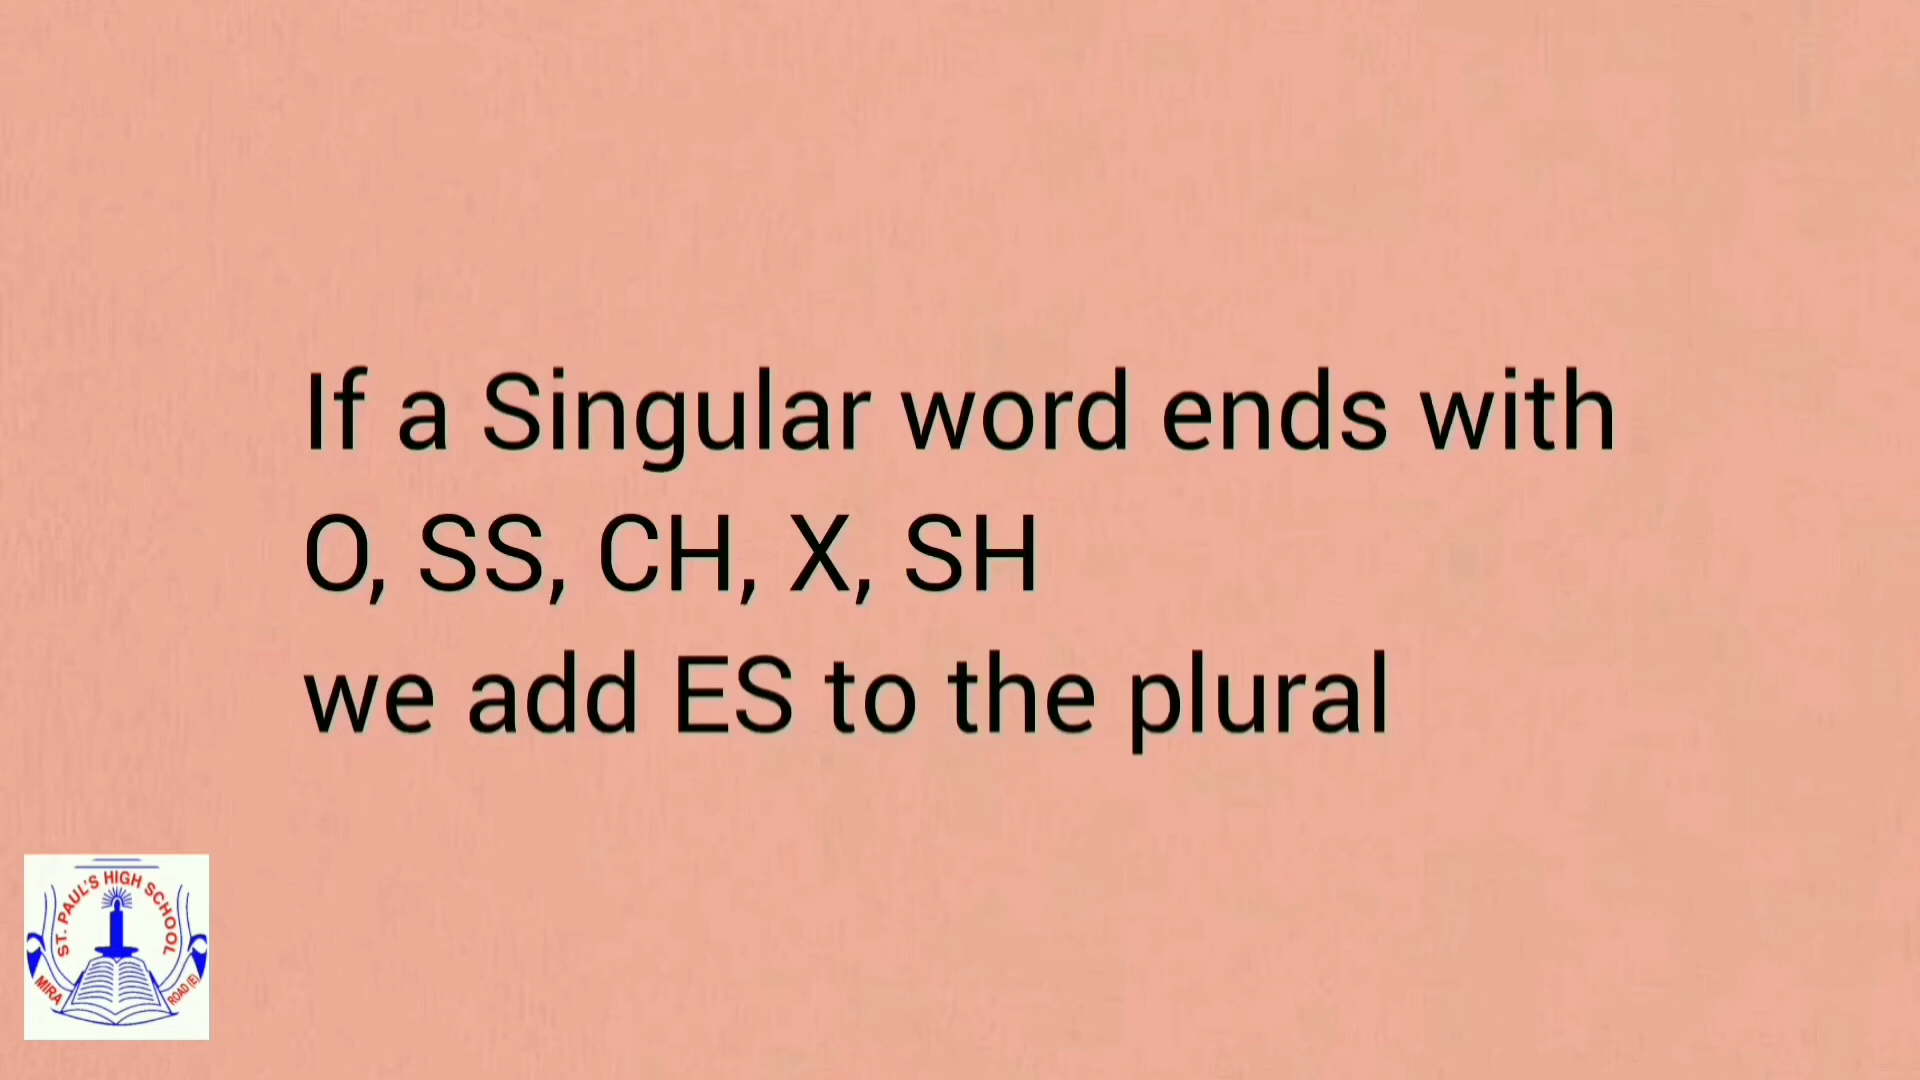 If a Singular word ends with
O, SS, CH, X, SH
we add ES to the plural
ST. PAUL'S HIGH SCHOOL
MIRA ROAD (E)